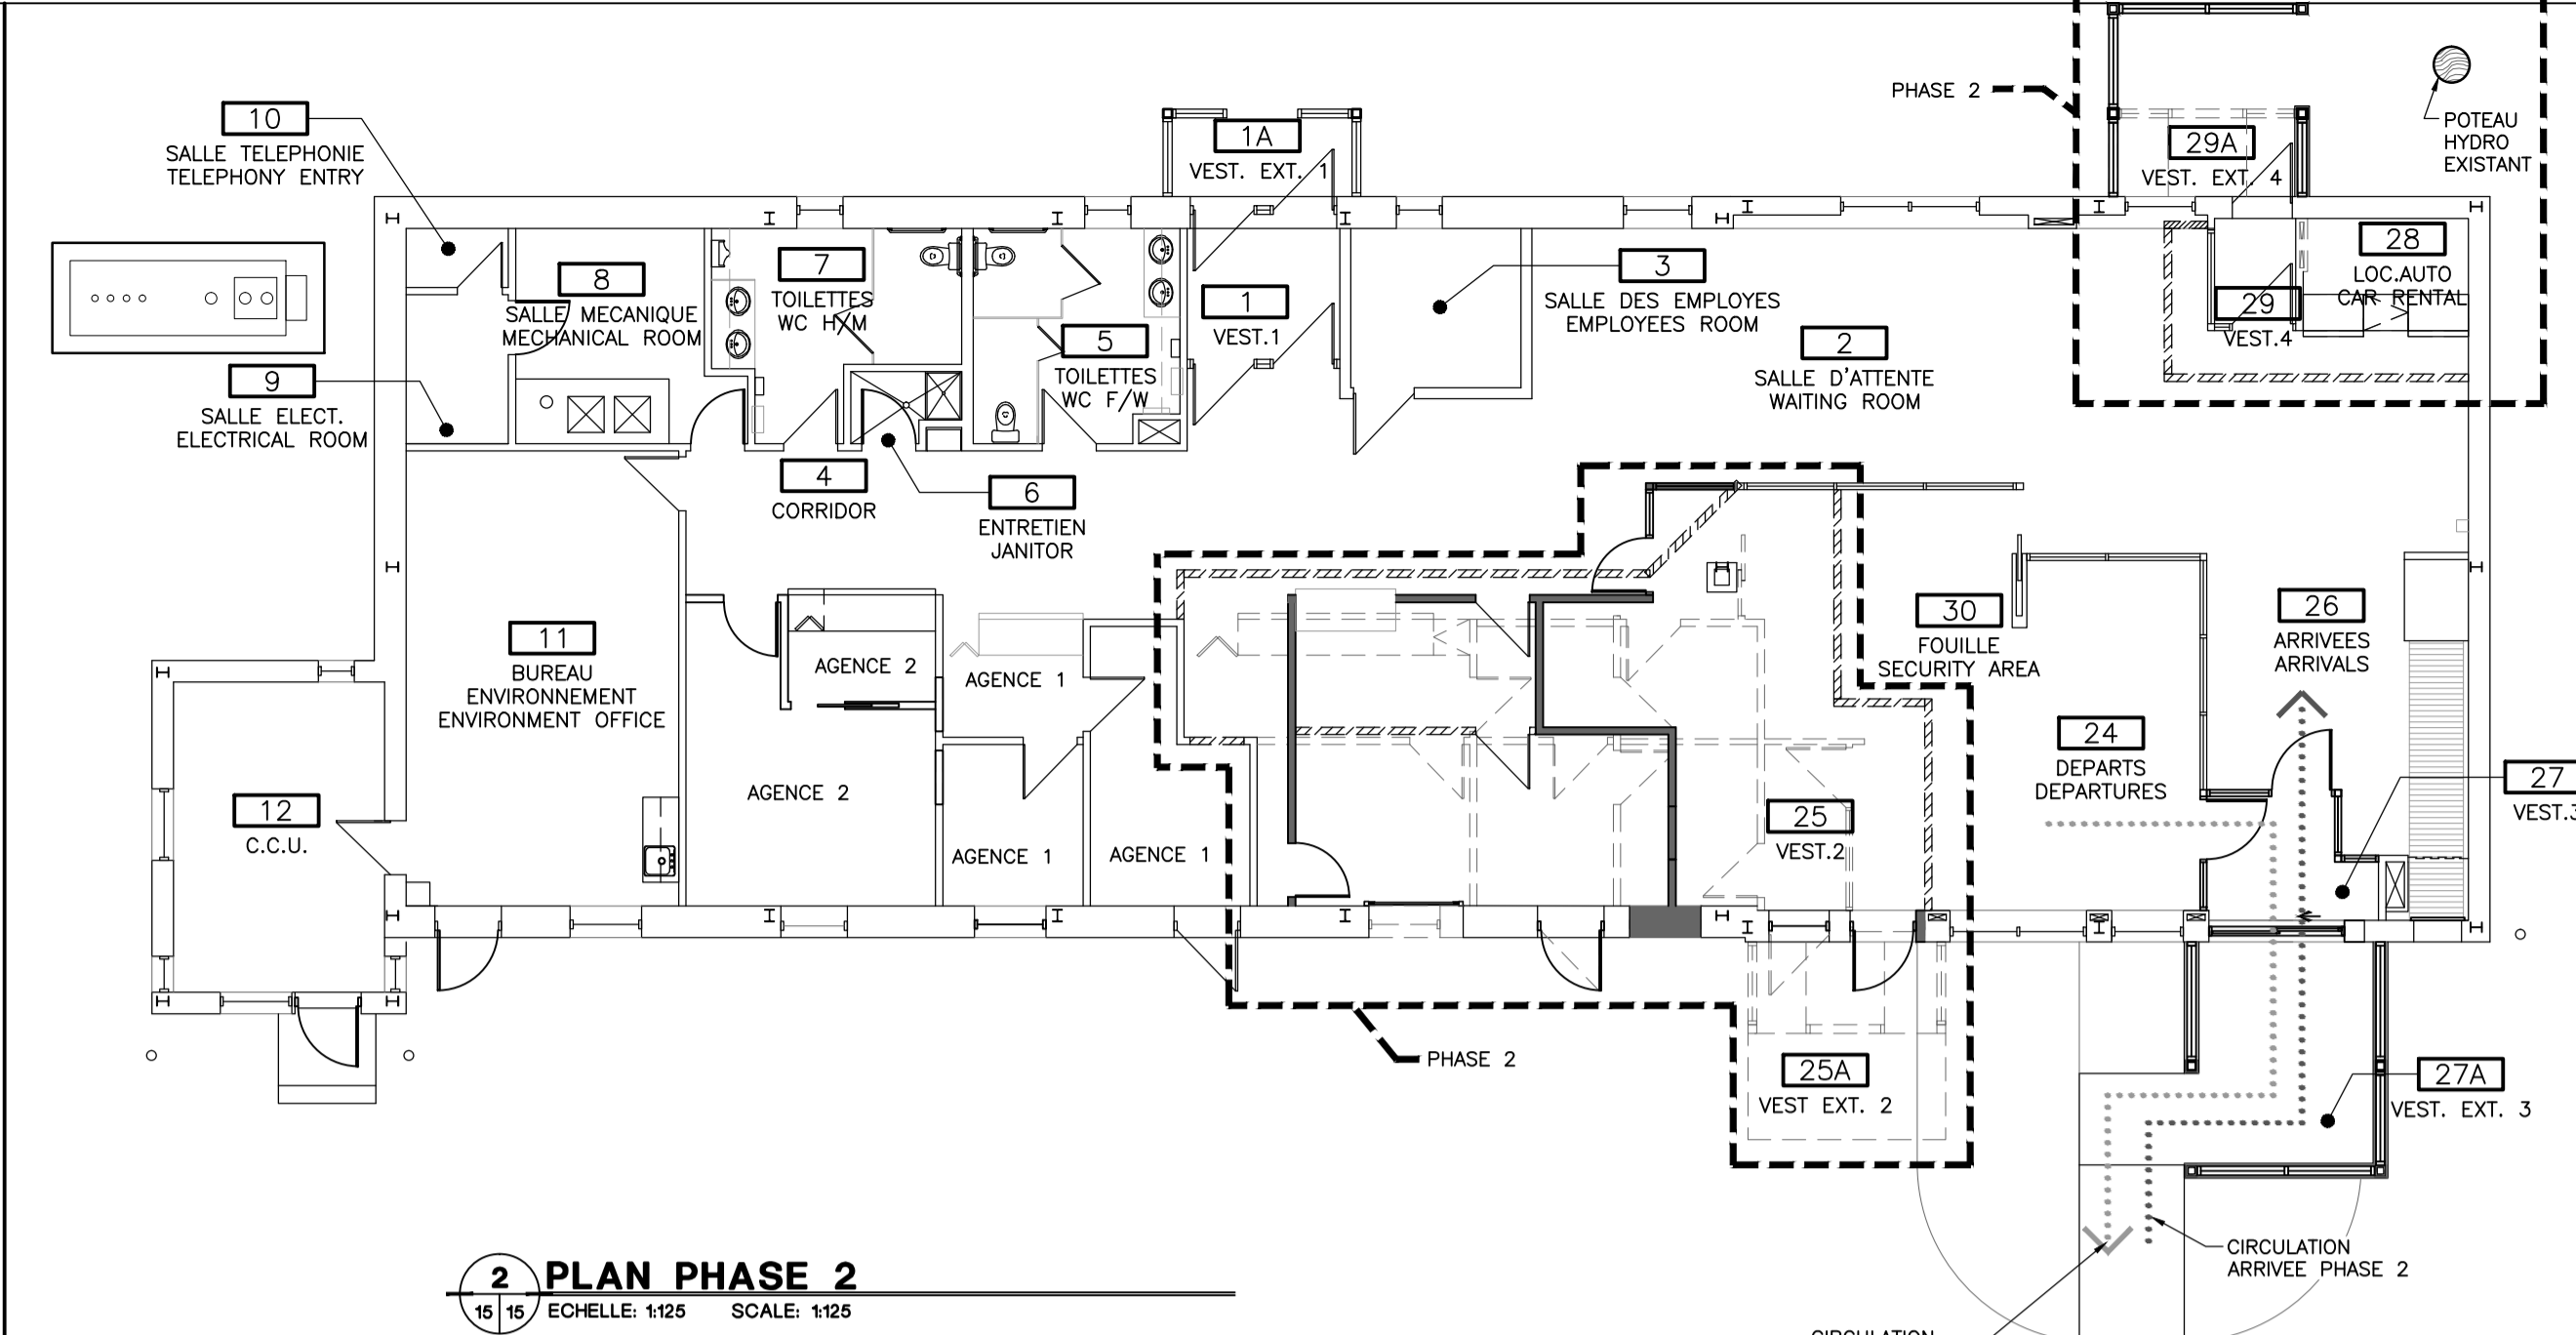 PHASE 2
POTEAU
HYDRO
EXISTANT
10
SALLE TELEPHONIE
TELEPHONY ENTRY
1A
VEST. EXT. 1
29A
VEST. EXT. 4
8
SALLE MECANIQUE
MECHANICAL ROOM
7
TOILETTES
WC H/M
5
TOILETTES
WC F/W
1
VEST.1
3
SALLE DES EMPLOYES
EMPLOYEES ROOM
2
SALLE D'ATTENTE
WAITING ROOM
28
LOC.AUTO
CAR RENTAL
29
VEST.4
9
SALLE ELECT.
ELECTRICAL ROOM
4
CORRIDOR
6
ENTRETIEN
JANITOR
11
BUREAU
ENVIRONNEMENT
ENVIRONMENT OFFICE
AGENCE 2
AGENCE 1
30
FOUILLE
SECURITY AREA
26
ARRIVEES
ARRIVALS
24
DEPARTS
DEPARTURES
27
VEST.3
12
C.C.U.
AGENCE 2
AGENCE 1
AGENCE 1
25
VEST.2
PHASE 2
25A
VEST EXT. 2
27A
VEST. EXT. 3
CIRCULATION
ARRIVEE PHASE 2
2
15 15
PLAN PHASE 2
ECHELLE: 1:125 SCALE: 1:125